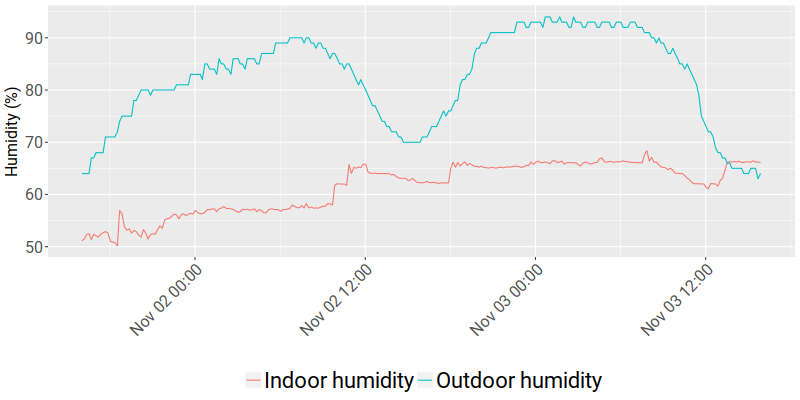 Humidity (%)
90
80
70
60
50
Nov 02 00:00
Nov 02 12:00
Nov 03 00:00
Nov 03 12:00
Indoor humidity
Outdoor humidity